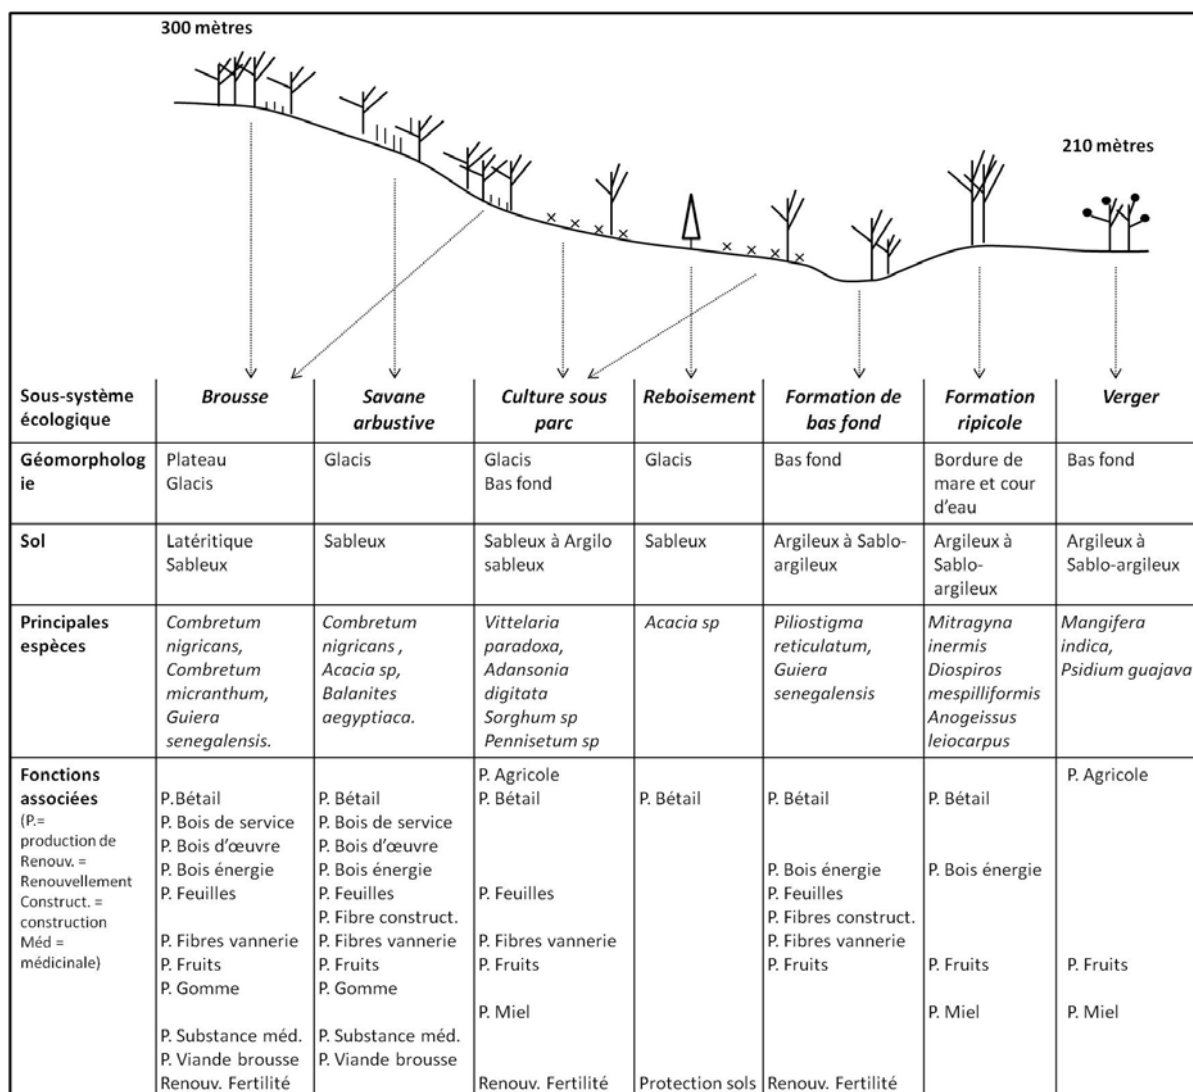 300 mètres
210 mètres
Sous-système
écologique
Brousse
Savane
arbustive
Culture sous
parc
Reboisement
Formation de
bas fond
Formation
ripicole
Verger
Géomorpholog
ie
Plateau
Glacis
Glacis
Glacis
Bas fond
Glacis
Bas fond
Bordure de
mare et cour
d'eau
Bas fond
Sol
Latéritique
Sableux
Sableux
Sableux à Argilo
sableux
Sableux
Argileux à Sablo-
argileux
Argileux à
Sablo-
argileux
Argileux à
Sablo-argileux
Principales
espèces
Combretum
nigricans,
Combretum
micranthum,
Guiera
senegalensis.
Combretum
nigricans ,
Acacia sp,
Balanites
aegyptiaca.
Vittelaria
paradoxa,
Adansonia
digitata
Sorghum sp
Pennisetum sp
Acacia sp
Piliostigma
reticulatum,
Guiera
senegalensis
Mitragyna
inermis
Diospiros
mespilliformis
Anogeissus
leiocarpus
Mangifera
indica,
Psidium guajava
Fonctions
associées
(P.=
production de
Renouv. =
Renouvellement
Construct. =
construction
Méd =
médicinale)
P.Bétail
P. Bois de service
P. Bois d'œuvre
P. Bois énergie
P. Feuilles
P. Fibres vannerie
P. Fruits
P. Gomme
P. Substance méd.
P. Viande brousse
Renouv. Fertilité
P. Bétail
P. Bois de service
P. Bois d'œuvre
P. Bois énergie
P. Feuilles
P. Fibre construct.
P. Fibres vannerie
P. Fruits
P. Gomme
P. Substance méd.
P. Viande brousse
P. Agricole
P. Bétail
P. Feuilles
P. Fibres vannerie
P. Fruits
P. Miel
Renouv. Fertilité
P. Bétail
Protection sols
P. Bétail
P. Bois énergie
P. Feuilles
P. Fibres construct.
P. Fibres vannerie
P. Fruits
Renouv. Fertilité
P. Bétail
P. Bois énergie
P. Fruits
P. Miel
P. Agricole
P. Fruits
P. Miel